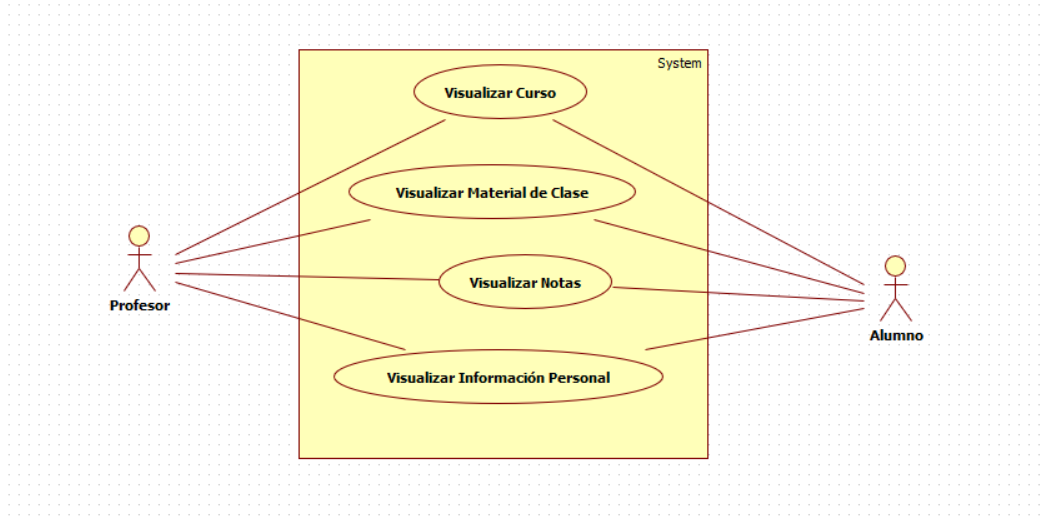 System
Visualizar Curso
Visualizar Material de Clase
Visualizar Notas
Profesor
Alumno
Visualizar Información Personal